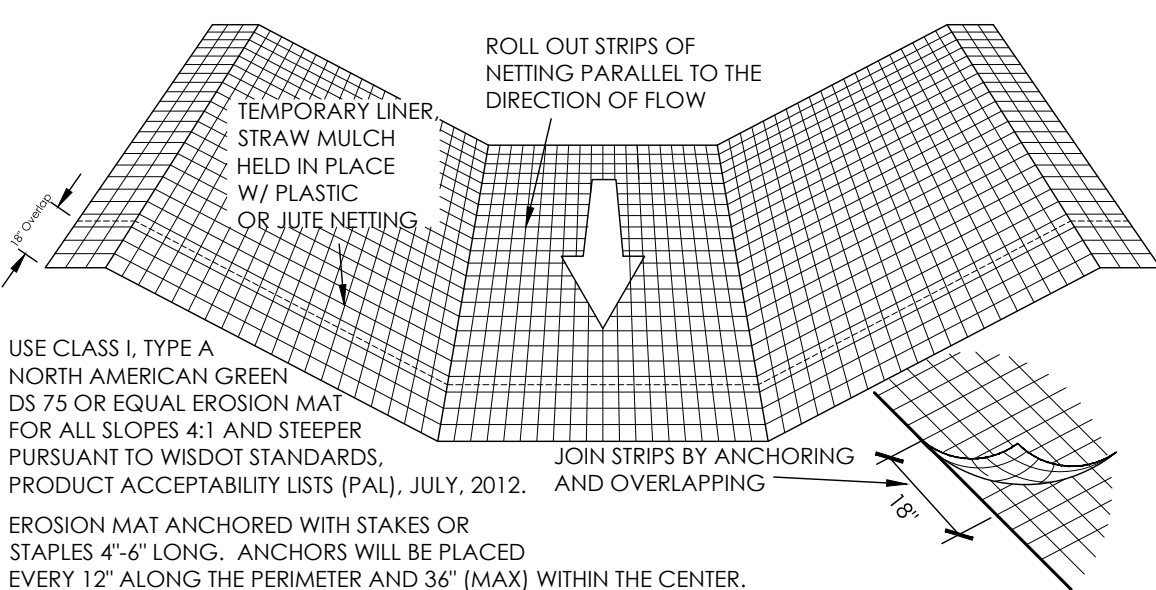 ROLL OUT STRIPS OF
NETTING PARALLEL TO THE
DIRECTION OF FLOW
TEMPORARY LINER,
STRAW MULCH
HELD IN PLACE
W/ PLASTIC
OR JUTE NETTING
18" Overlap
USE CLASS I, TYPE A
NORTH AMERICAN GREEN
DS 75 OR EQUAL EROSION MAT
FOR ALL SLOPES 4:1 AND STEEPER
PURSUANT TO WISDOT STANDARDS,
PRODUCT ACCEPTABILITY LISTS (PAL), JULY, 2012.
JOIN STRIPS BY ANCHORING
AND OVERLAPPING
18"
EROSION MAT ANCHORED WITH STAKES OR
STAPLES 4"-6" LONG. ANCHORS WILL BE PLACED
EVERY 12" ALONG THE PERIMETER AND 36" (MAX) WITHIN THE CENTER.